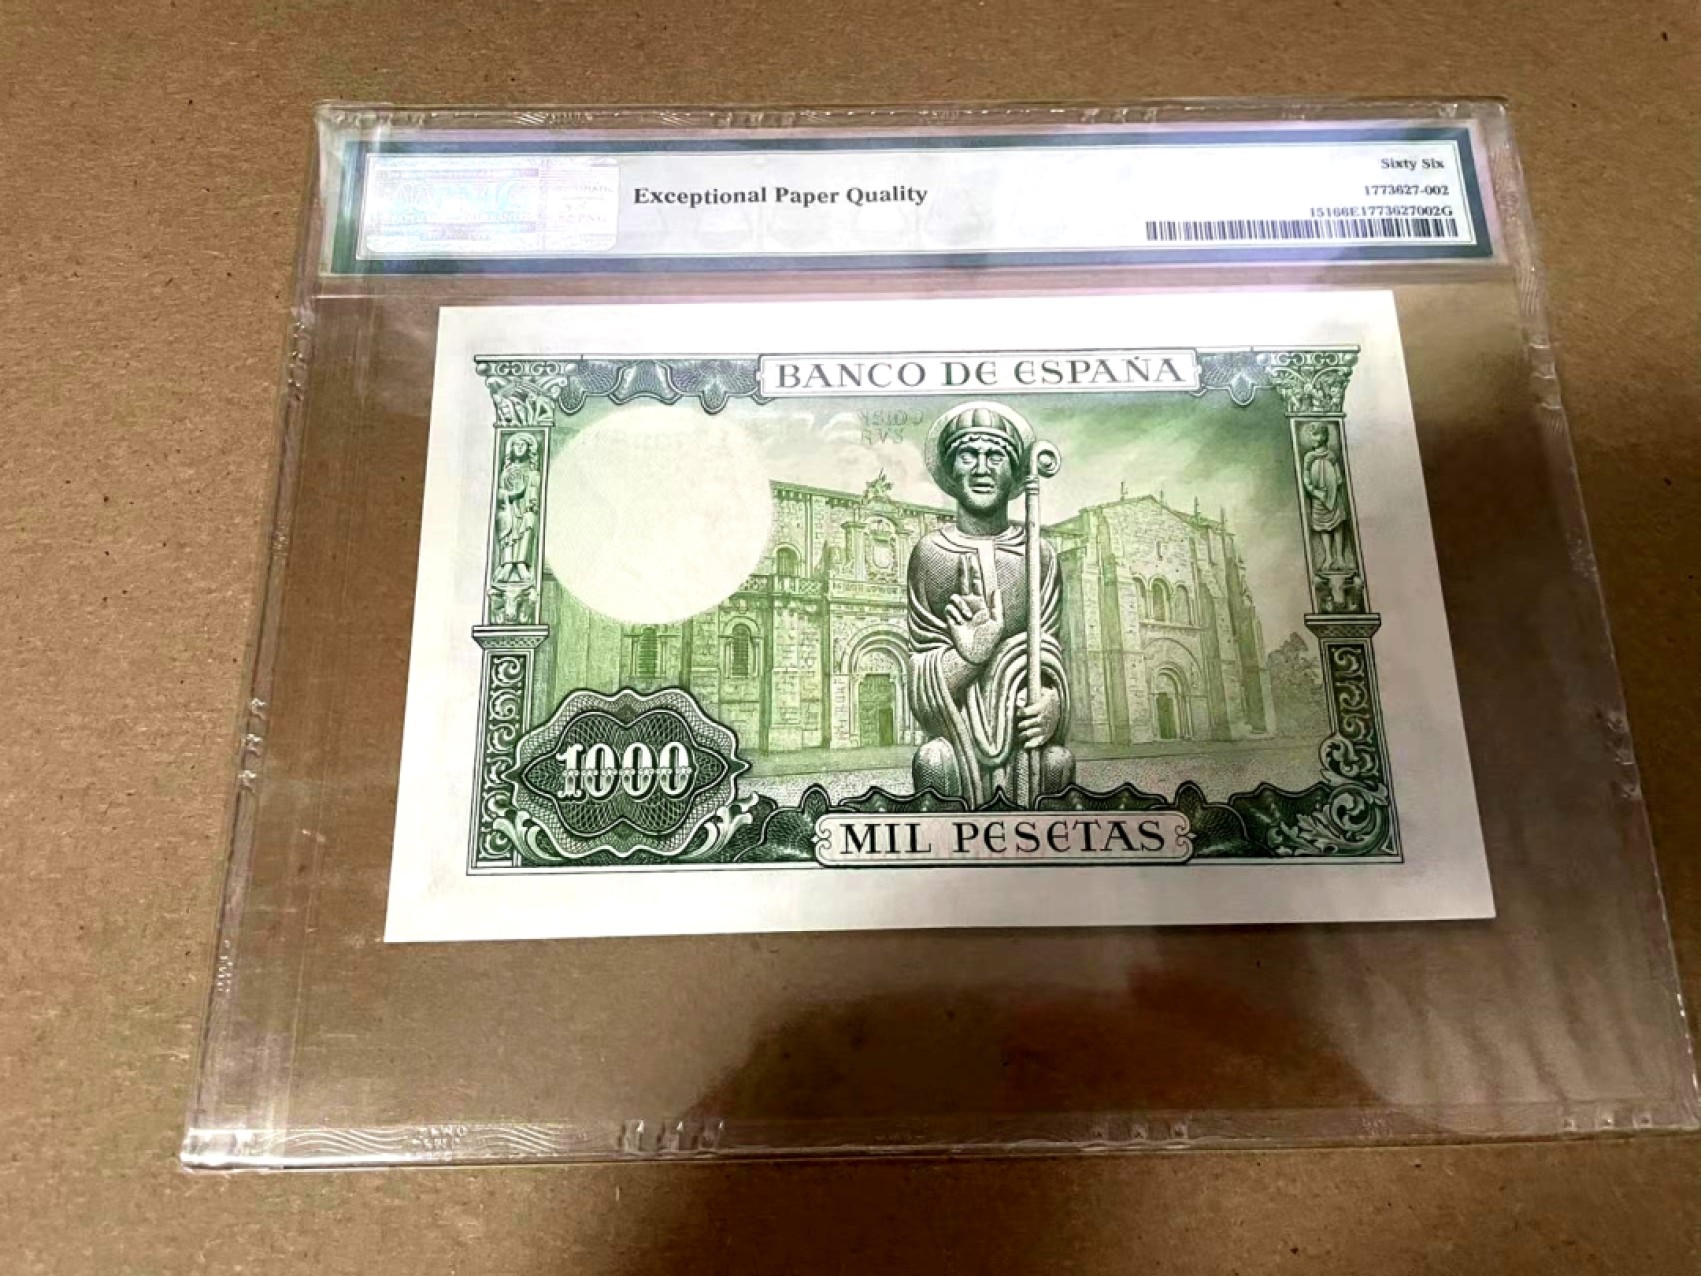 Sixty Six
Exceptional Paper Quality
1773627-002
15166E1773627002G
BANCO DE ESPAÑA
1000
MIL PESETAS